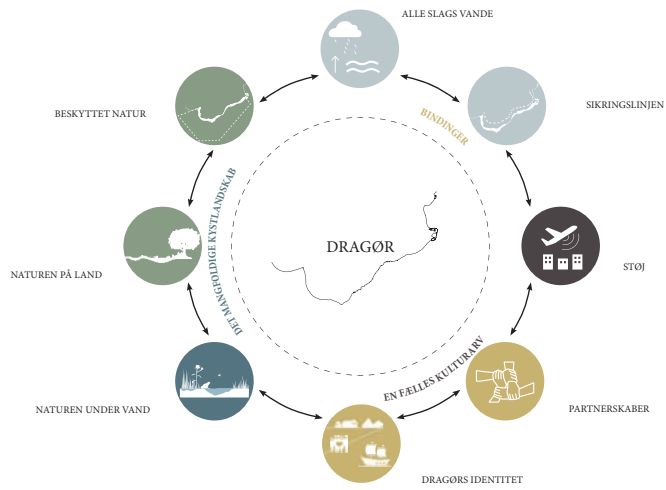 ALLE SLAGS VANDE
SIKRINGSLINJEN
BESKYTTET NATUR
BINDINGER
DET MANGFOLDIGE KYSTLANDSKAB
DRAGØR
STØJ
NATUREN PÅ LAND
EN FÆLLES KULTURARV
NATUREN UNDER VAND
PARTNERSKABER
DRAGØRS IDENTITET